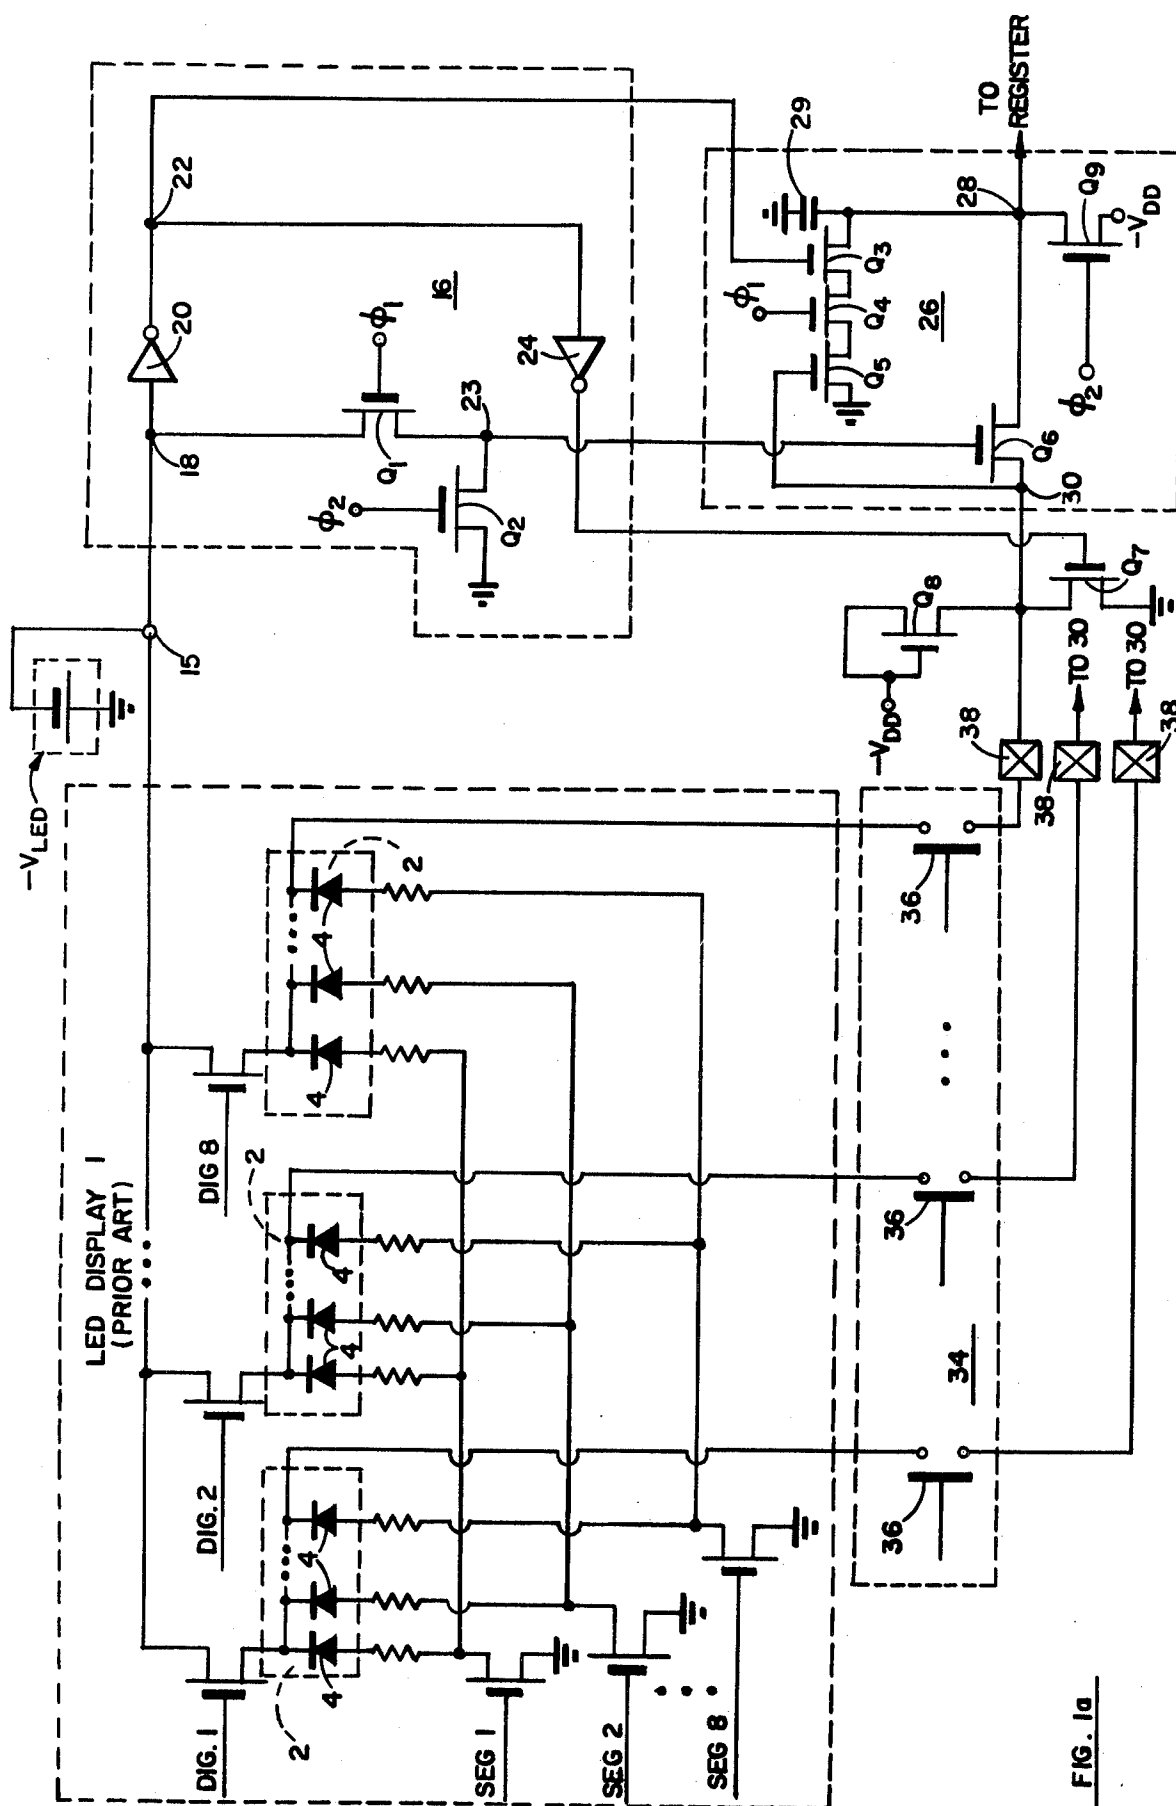 LED DISPLAY 1
(PRIOR ART)
-VLED
15
18
20
22
16
Q1
ϕ1
23
ϕ2
Q2
24
DIG. 1
DIG. 2
DIG 8
2
2
2
4
4
4
4
4
4
SEG 1
SEG 2
SEG 8
34
36
36
36
38
38
38
TO 30
TO 30
-VDD
Q8
Q7
30
Q6
26
Q5
Q4
Q3
ϕ1
29
28
TO
REGISTER
Q9
-VDD
ϕ2
FIG. 1a